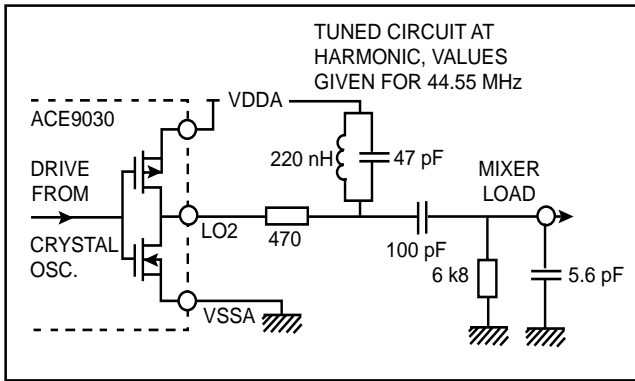 TUNED CIRCUIT AT
HARMONIC, VALUES
GIVEN FOR 44.55 MHz
VDDA
ACE9030
220 nH
47 pF
DRIVE
FROM
MIXER
LOAD
LO2
470
CRYSTAL
OSC.
100 pF
6 k8
5.6 pF
VSSA